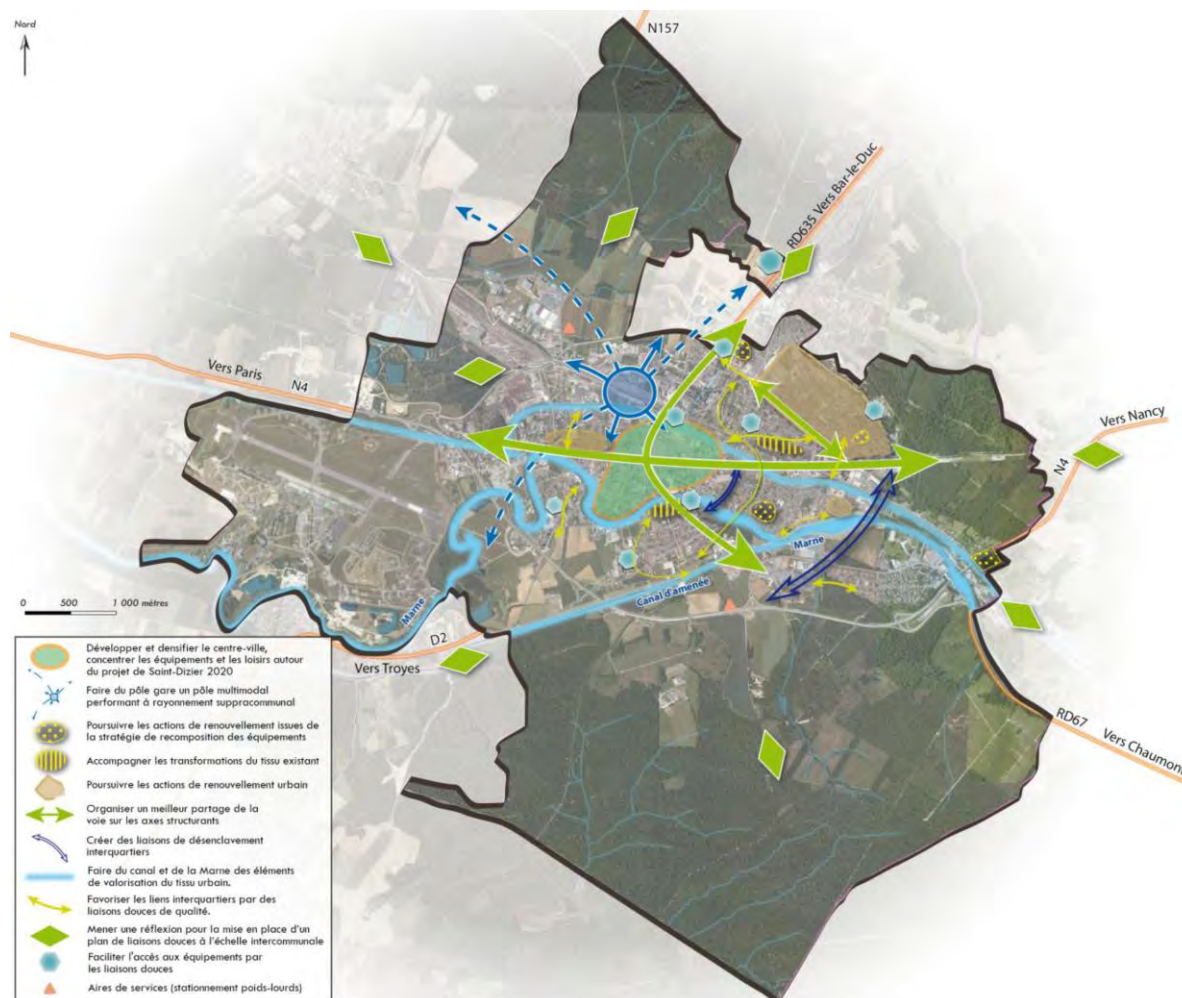 Nord
N157
RD635 Vers Bar-le-Duc
Vers Paris
N4
Vers Nancy
N4
Marne
Canal d'amenée
Marne
0 500 1 000 mètres
D2
Vers Troyes
RD67 Vers Chaumont
Développer et densifier le centre-ville,
concentrer les équipements et les loisirs autour
du projet de Saint-Dizier 2020
Faire du pôle gare un pôle multimodal
performant à rayonnement suppracommunal
Poursuivre les actions de renouvellement issues de
la stratégie de recomposition des équipements
Accompagner les transformations du tissu existant
Poursuivre les actions de renouvellement urbain
Organiser un meilleur partage de la
voie sur les axes structurants
Créer des liaisons de désenclavement
interquartiers
Faire du canal et de la Marne des éléments
de valorisation du tissu urbain.
Favoriser les liens interquartiers par des
liaisons douces de qualité.
Mener une réflexion pour la mise en place d'un
plan de liaisons douces à l'échelle intercommunale
Faciliter l'accès aux équipements par
les liaisons douces
Aires de services (stationnement poids-lourds)